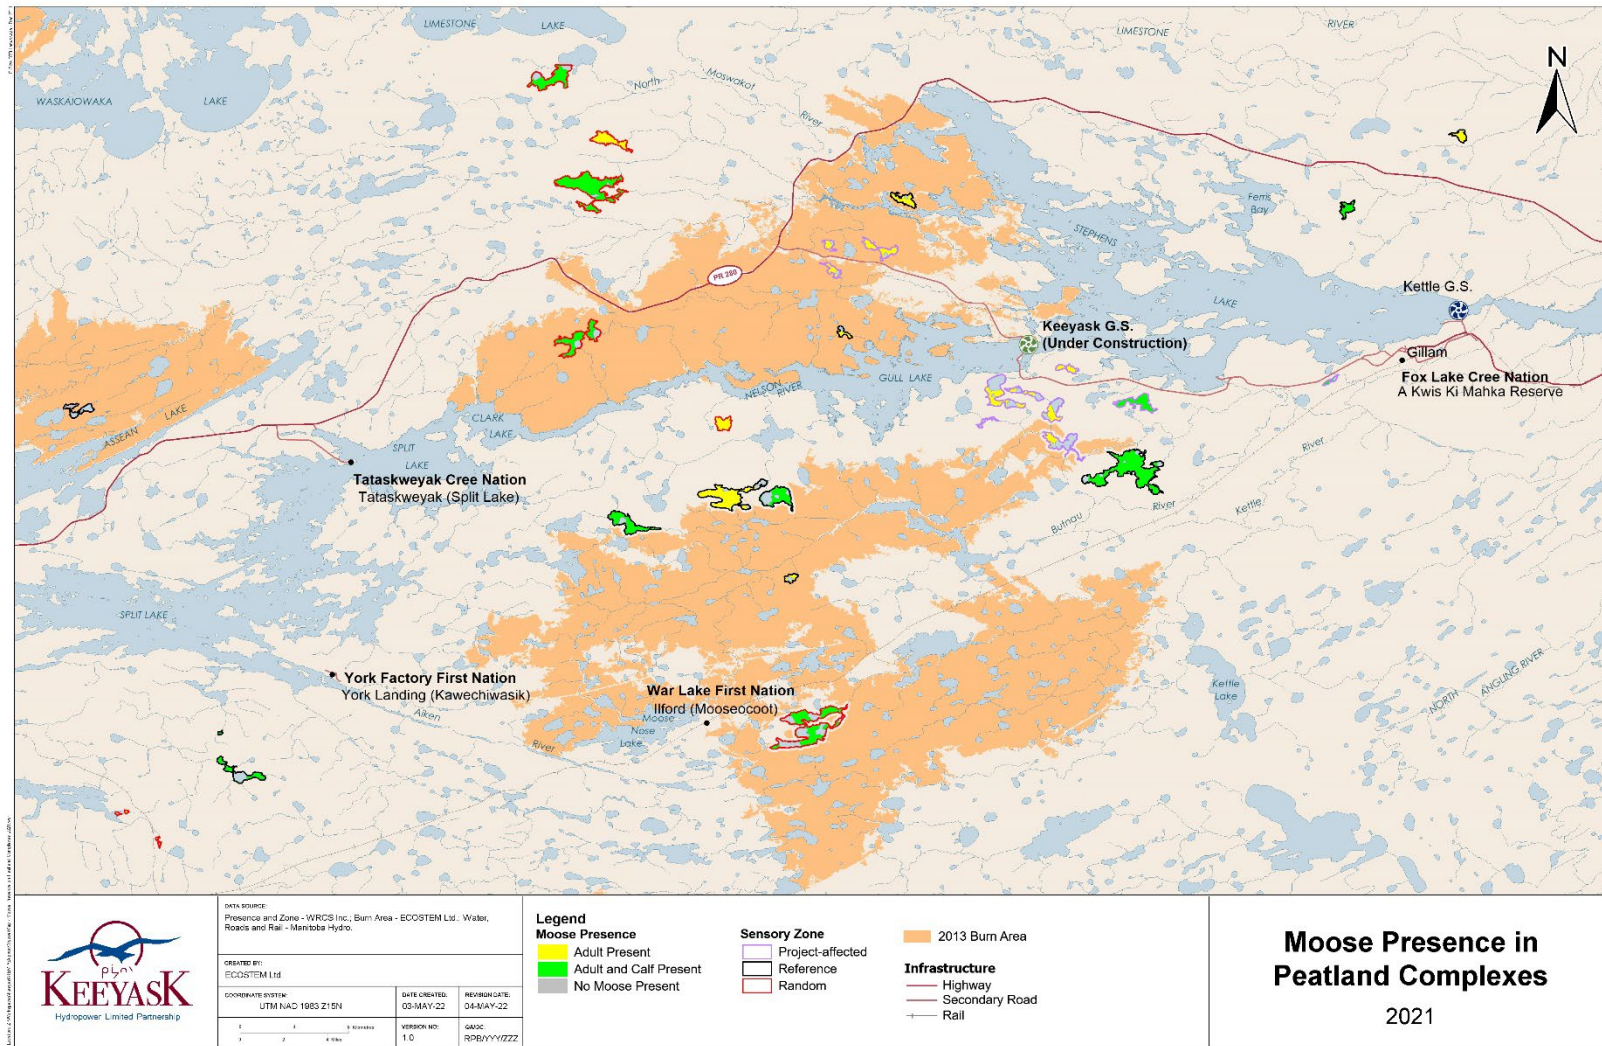 LIMESTONE
LAKE
LIMESTONE
RIVER
WASKAIOWAKA
LAKE
North
Moswakot
River
N
Ferris
Bay
STEPHENS
LAKE
PR 280
Kettle G.S.
Keeyask G.S.
(Under Construction)
Gillam
Fox Lake Cree Nation
A Kwis Ki Mahka Reserve
NELSON
RIVER
GULL LAKE
ASSEAN
LAKE
CLARK
LAKE
SPLIT
LAKE
Tataskweyak Cree Nation
Tataskweyak (Split Lake)
River
Kettle
River
Butnau
SPLIT LAKE
York Factory First Nation
York Landing (Kawechiwasik)
Aiken
River
War Lake First Nation
Ilford (Mooseocoot)
Moose
Nose
Lake
Kettle
Lake
NORTH
ANGLING RIVER
KEEYASK
Hydropower Limited Partnership
DATA SOURCE:
Presence and Zone - WRCS Inc.; Burn Area - ECOSTEM Ltd.; Water,
Roads and Rail - Manitoba Hydro.
CREATED BY:
ECOSTEM Ltd
COORDINATE SYSTEM:
UTM NAD 1983 Z15N
DATE CREATED:
03-MAY-22
REVISION DATE:
04-MAY-22
VERSION NO:
1.0
QA/QC:
RPB/YYY/ZZZ
Legend
Moose Presence
Adult Present
Adult and Calf Present
No Moose Present
Sensory Zone
Project-affected
Reference
Random
2013 Burn Area
Infrastructure
Highway
Secondary Road
Rail
Moose Presence in
Peatland Complexes
2021